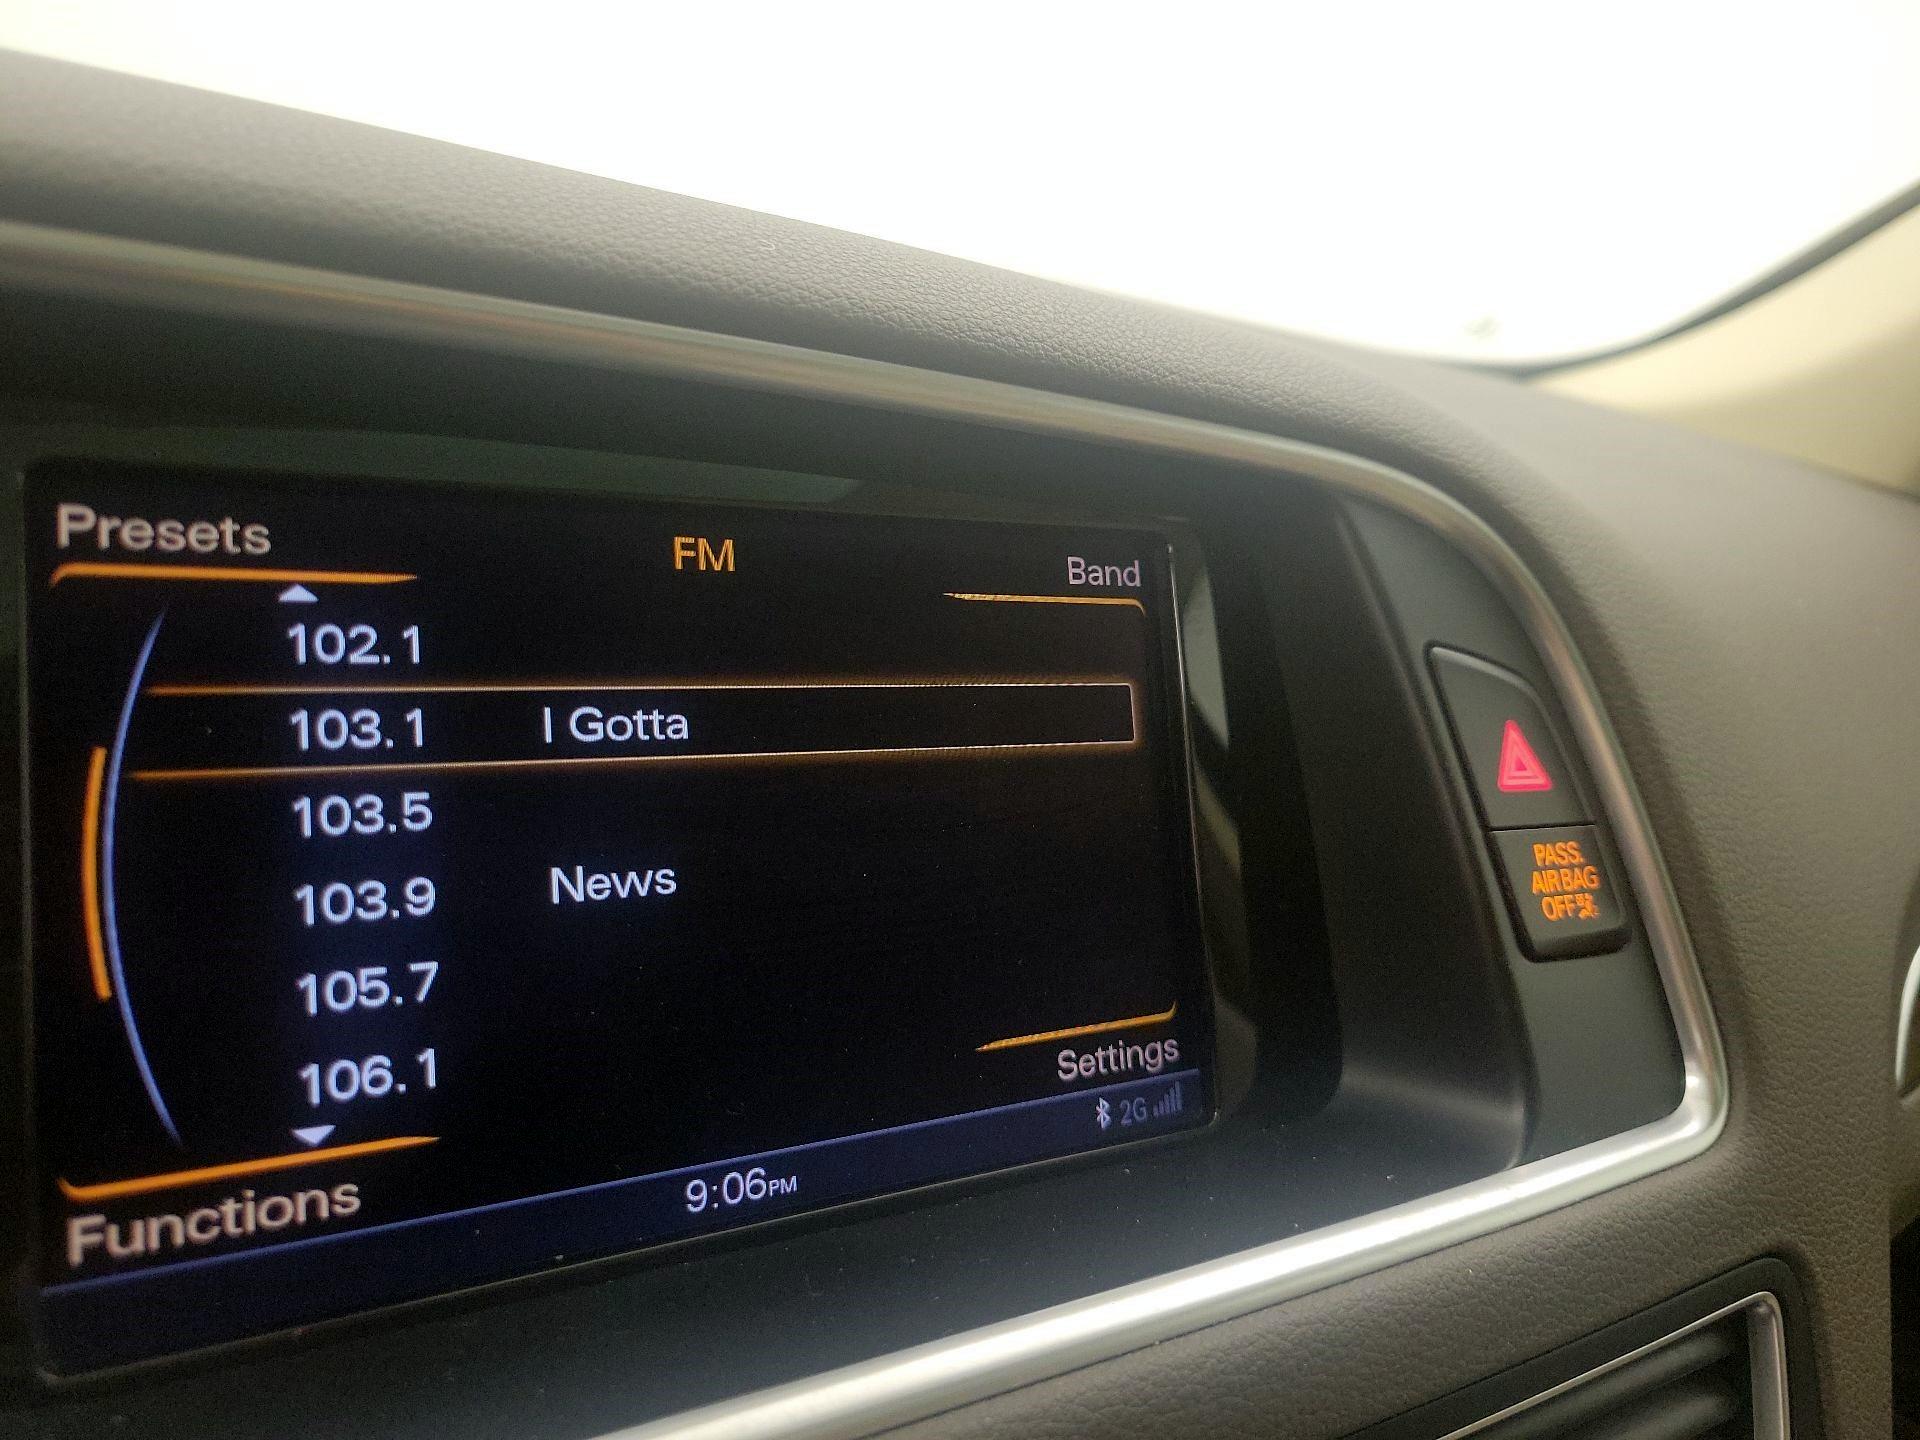 Presets
FM
Band
102.1
103.1 I Gotta
103.5
103.9 News
105.7
106.1
Settings
Functions
2G
9:06PM
PASS.
AIR BAG
OFF